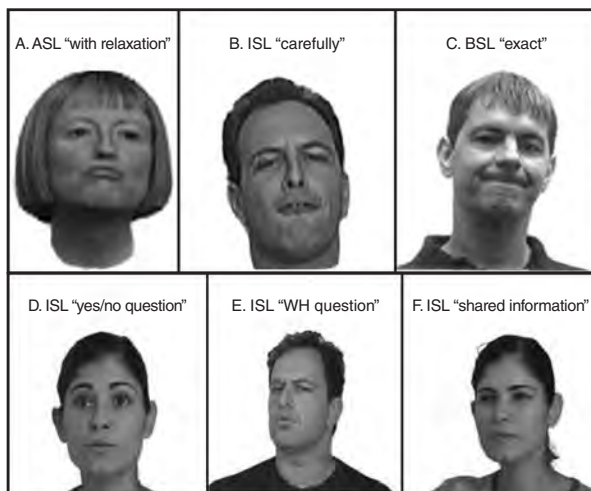 A. ASL “with relaxation”
B. ISL “carefully”
C. BSL “exact”
D. ISL “yes/no question”
E. ISL “WH question”
F. ISL “shared information”